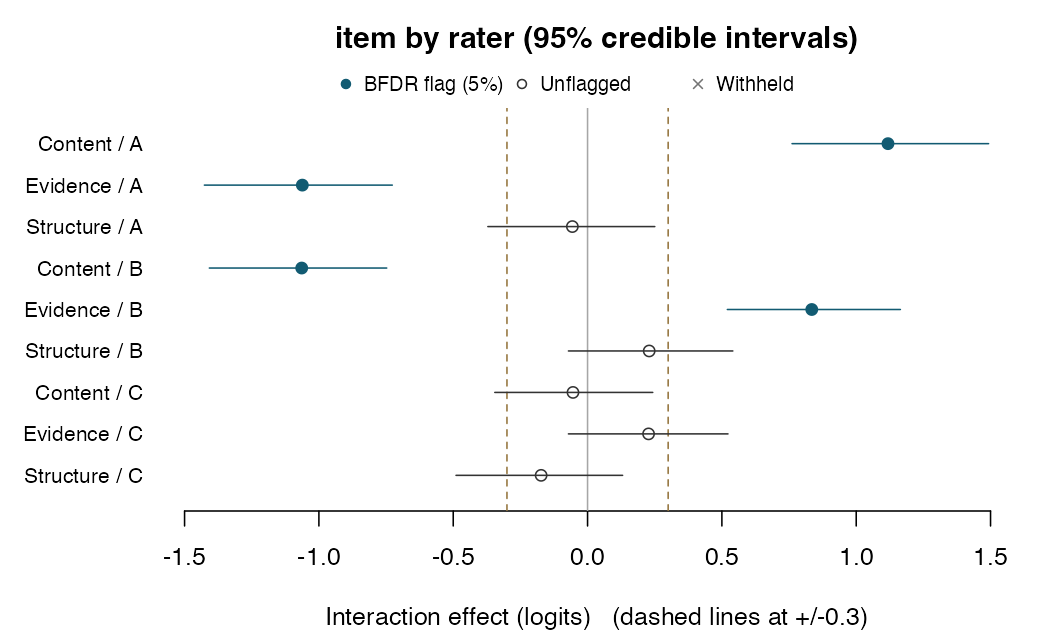 item by rater (95% credible intervals)
BFDR flag (5%) Unflagged Withheld
Content / A
Evidence / A
Structure / A
Content / B
Evidence / B
Structure / B
Content / C
Evidence / C
Structure / C
-1.5 -1.0 -0.5 0.0 0.5 1.0 1.5
Interaction effect (logits) (dashed lines at +/-0.3)